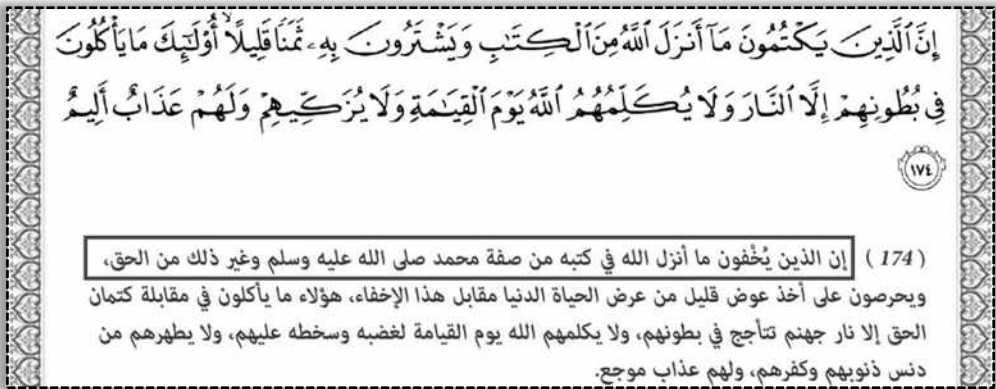 إِنَّ ٱلَّذِينَ يَكْتُمُونَ مَآ أَنزَلَ ٱللَّهُ مِنَ ٱلْكِتَٰبِ وَيَشْتَرُونَ بِهِۦ ثَمَنًا قَلِيلًا ۙ أُو۟لَٰٓئِكَ مَا يَأْكُلُونَ
فِى بُطُونِهِمْ إِلَّا ٱلنَّارَ وَلَا يُكَلِّمُهُمُ ٱللَّهُ يَوْمَ ٱلْقِيَٰمَةِ وَلَا يُزَكِّيهِمْ وَلَهُمْ عَذَابٌ أَلِيمٌ
١٧٤
( 174 ) إن الذين يُخْفون ما أنزل الله في كتبه من صفة محمد صلى الله عليه وسلم وغير ذلك من الحق،
ويحرصون على أخذ عوض قليل من عرض الحياة الدنيا مقابل هذا الإخفاء، هؤلاء ما يأكلون في مقابلة كتمان
الحق إلا نار جهنم تتأجج في بطونهم، ولا يكلمهم الله يوم القيامة لغضبه وسخطه عليهم، ولا يطهرهم من
دنس ذنوبهم وكفرهم، ولهم عذاب موجع.